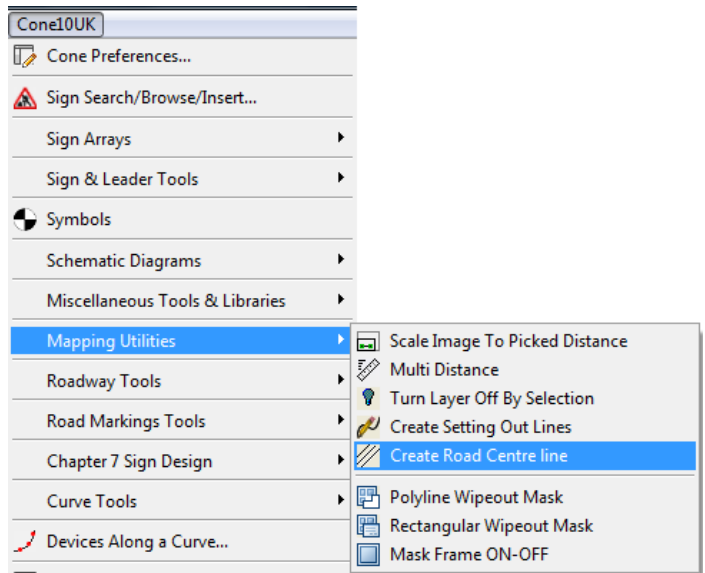 Cone10UK
Cone Preferences...
Sign Search/Browse/Insert...
Sign Arrays
Sign & Leader Tools
Symbols
Schematic Diagrams
Miscellaneous Tools & Libraries
Mapping Utilities
Roadway Tools
Road Markings Tools
Chapter 7 Sign Design
Curve Tools
Devices Along a Curve...
Scale Image To Picked Distance
Multi Distance
Turn Layer Off By Selection
Create Setting Out Lines
Create Road Centre line
Polyline Wipeout Mask
Rectangular Wipeout Mask
Mask Frame ON-OFF